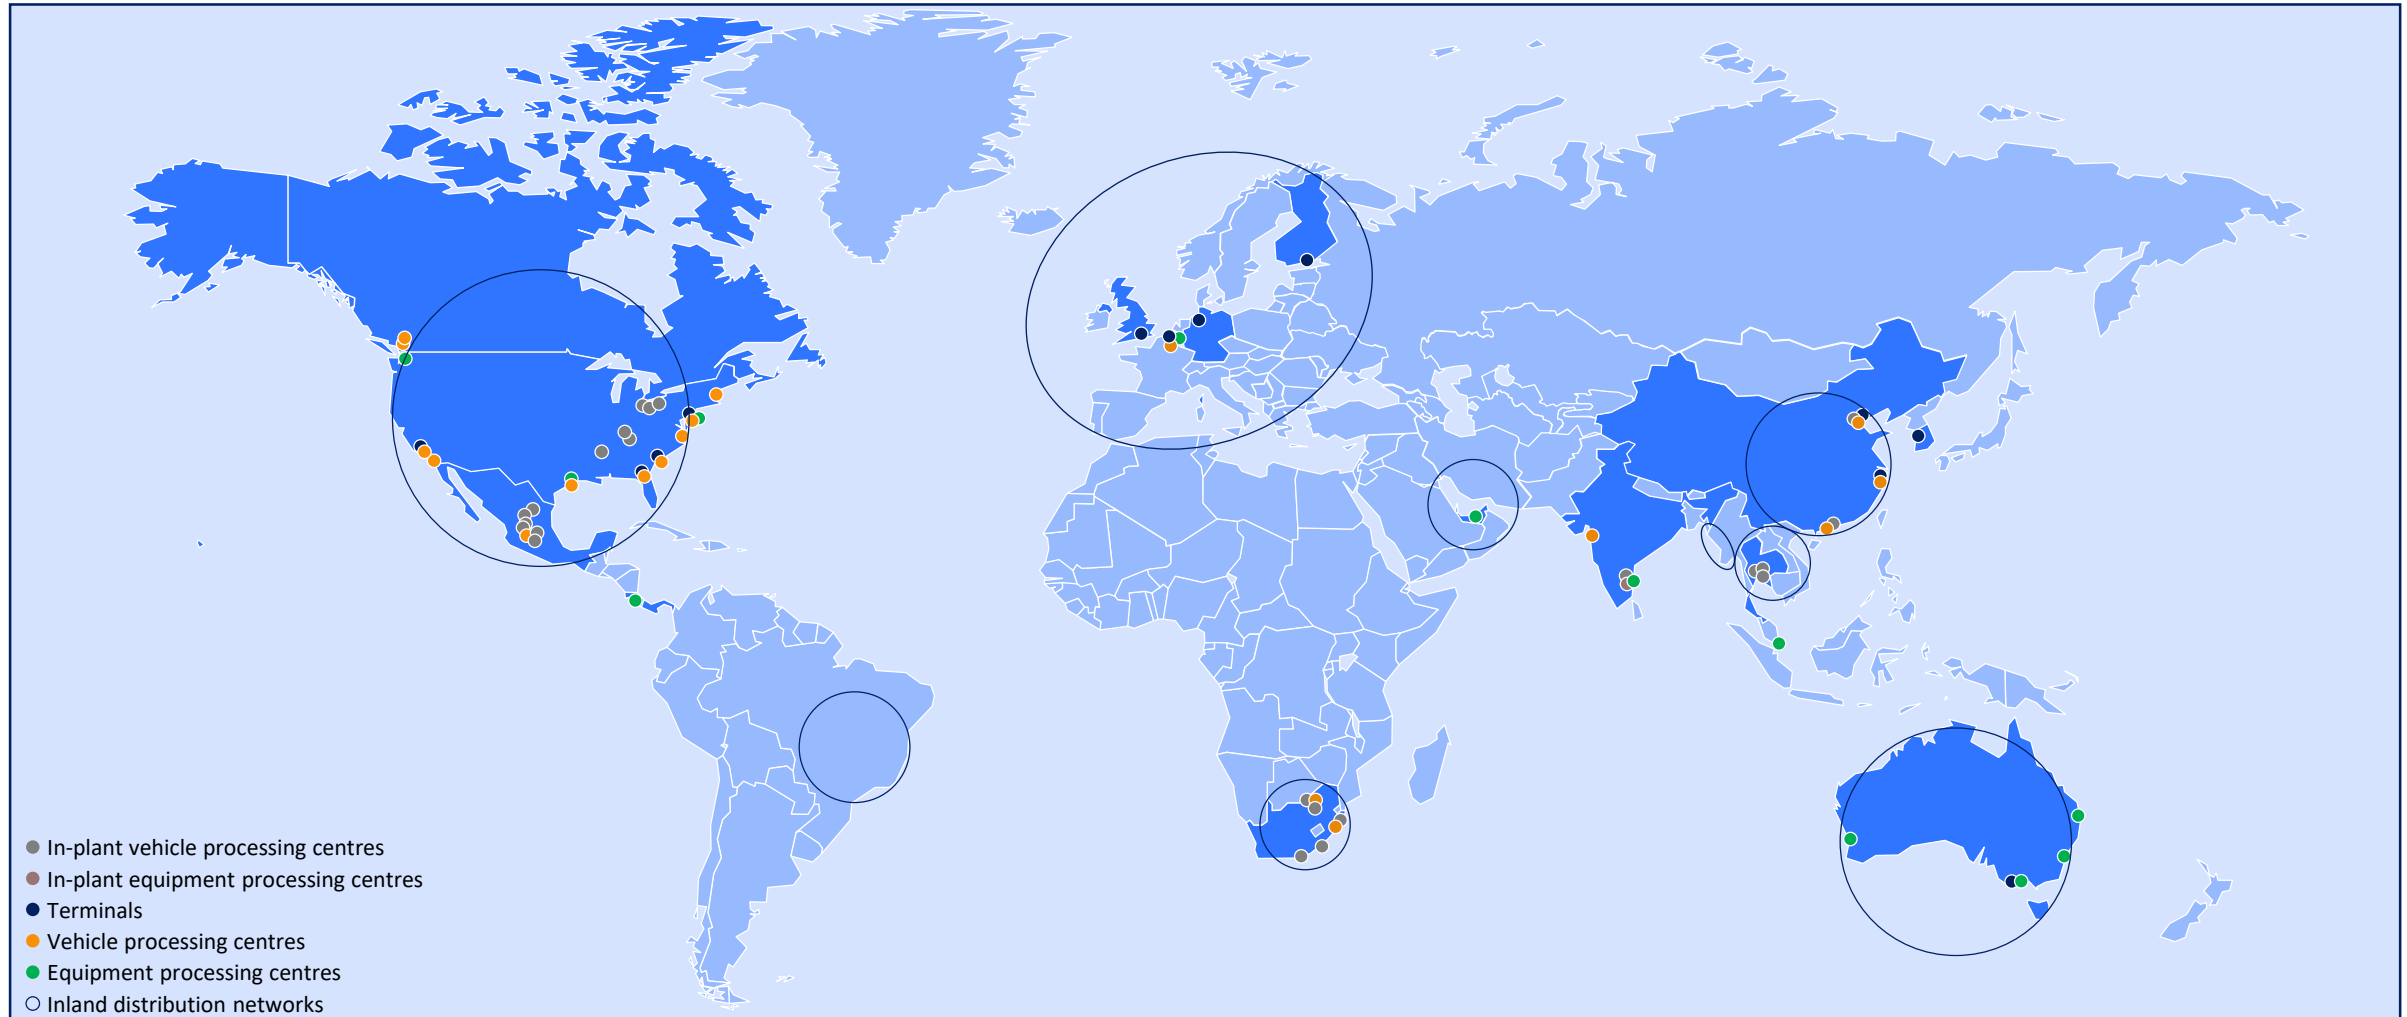 In-plant vehicle processing centres
In-plant equipment processing centres
Terminals
Vehicle processing centres
Equipment processing centres
Inland distribution networks